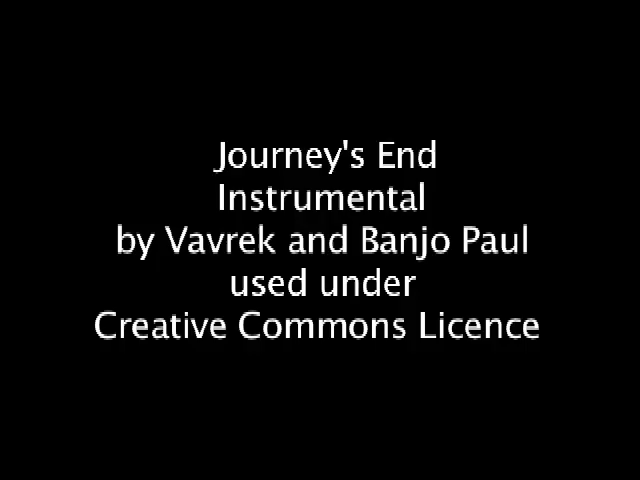 Journey's End
Instrumental
by Vavrek and Banjo Paul
used under
Creative Commons Licence